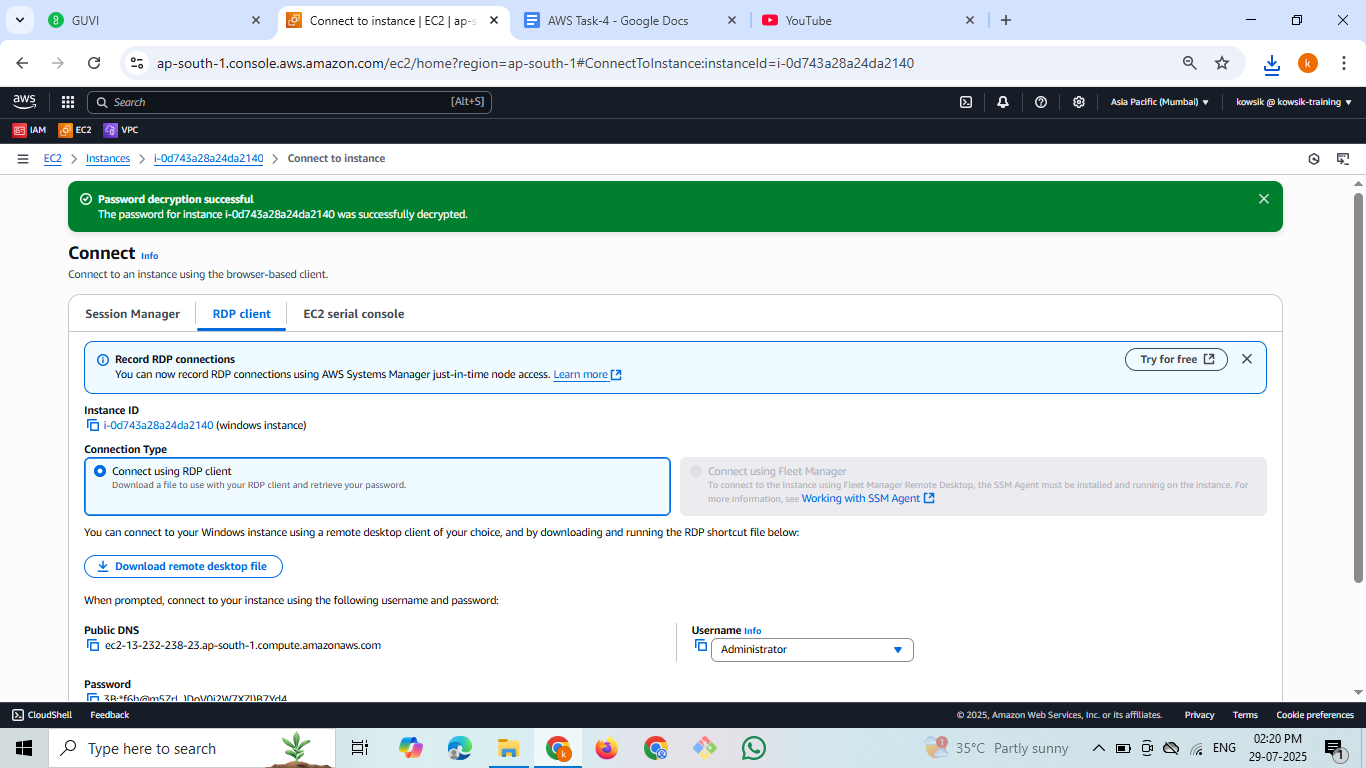 GUVI
Connect to instance | EC2 | ap-s
AWS Task-4 - Google Docs
YouTube
ap-south-1.console.aws.amazon.com/ec2/home?region=ap-south-1#ConnectToInstance:instanceId=i-0d743a28a24da2140
k
aws
Search
[Alt+S]
Asia Pacific (Mumbai)
kowsik @ kowsik-training
IAM
EC2
VPC
EC2 > Instances > i-0d743a28a24da2140 > Connect to instance
Password decryption successful
The password for instance i-0d743a28a24da2140 was successfully decrypted.
Connect Info
Connect to an instance using the browser-based client.
Session Manager
RDP client
EC2 serial console
Record RDP connections
You can now record RDP connections using AWS Systems Manager just-in-time node access. Learn more
Try for free
Instance ID
i-0d743a28a24da2140 (windows instance)
Connection Type
Connect using RDP client
Download a file to use with your RDP client and retrieve your password.
Connect using Fleet Manager
To connect to the instance using Fleet Manager Remote Desktop, the SSM Agent must be installed and running on the instance. For
more information, see Working with SSM Agent
You can connect to your Windows instance using a remote desktop client of your choice, and by downloading and running the RDP shortcut file below:
Download remote desktop file
When prompted, connect to your instance using the following username and password:
Public DNS
ec2-13-232-238-23.ap-south-1.compute.amazonaws.com
Username Info
Administrator
Password
CloudShell
Feedback
© 2025, Amazon Web Services, Inc. or its affiliates.
Privacy
Terms
Cookie preferences
Type here to search
k
1
35°C Partly sunny
ENG
02:20 PM
29-07-2025
1